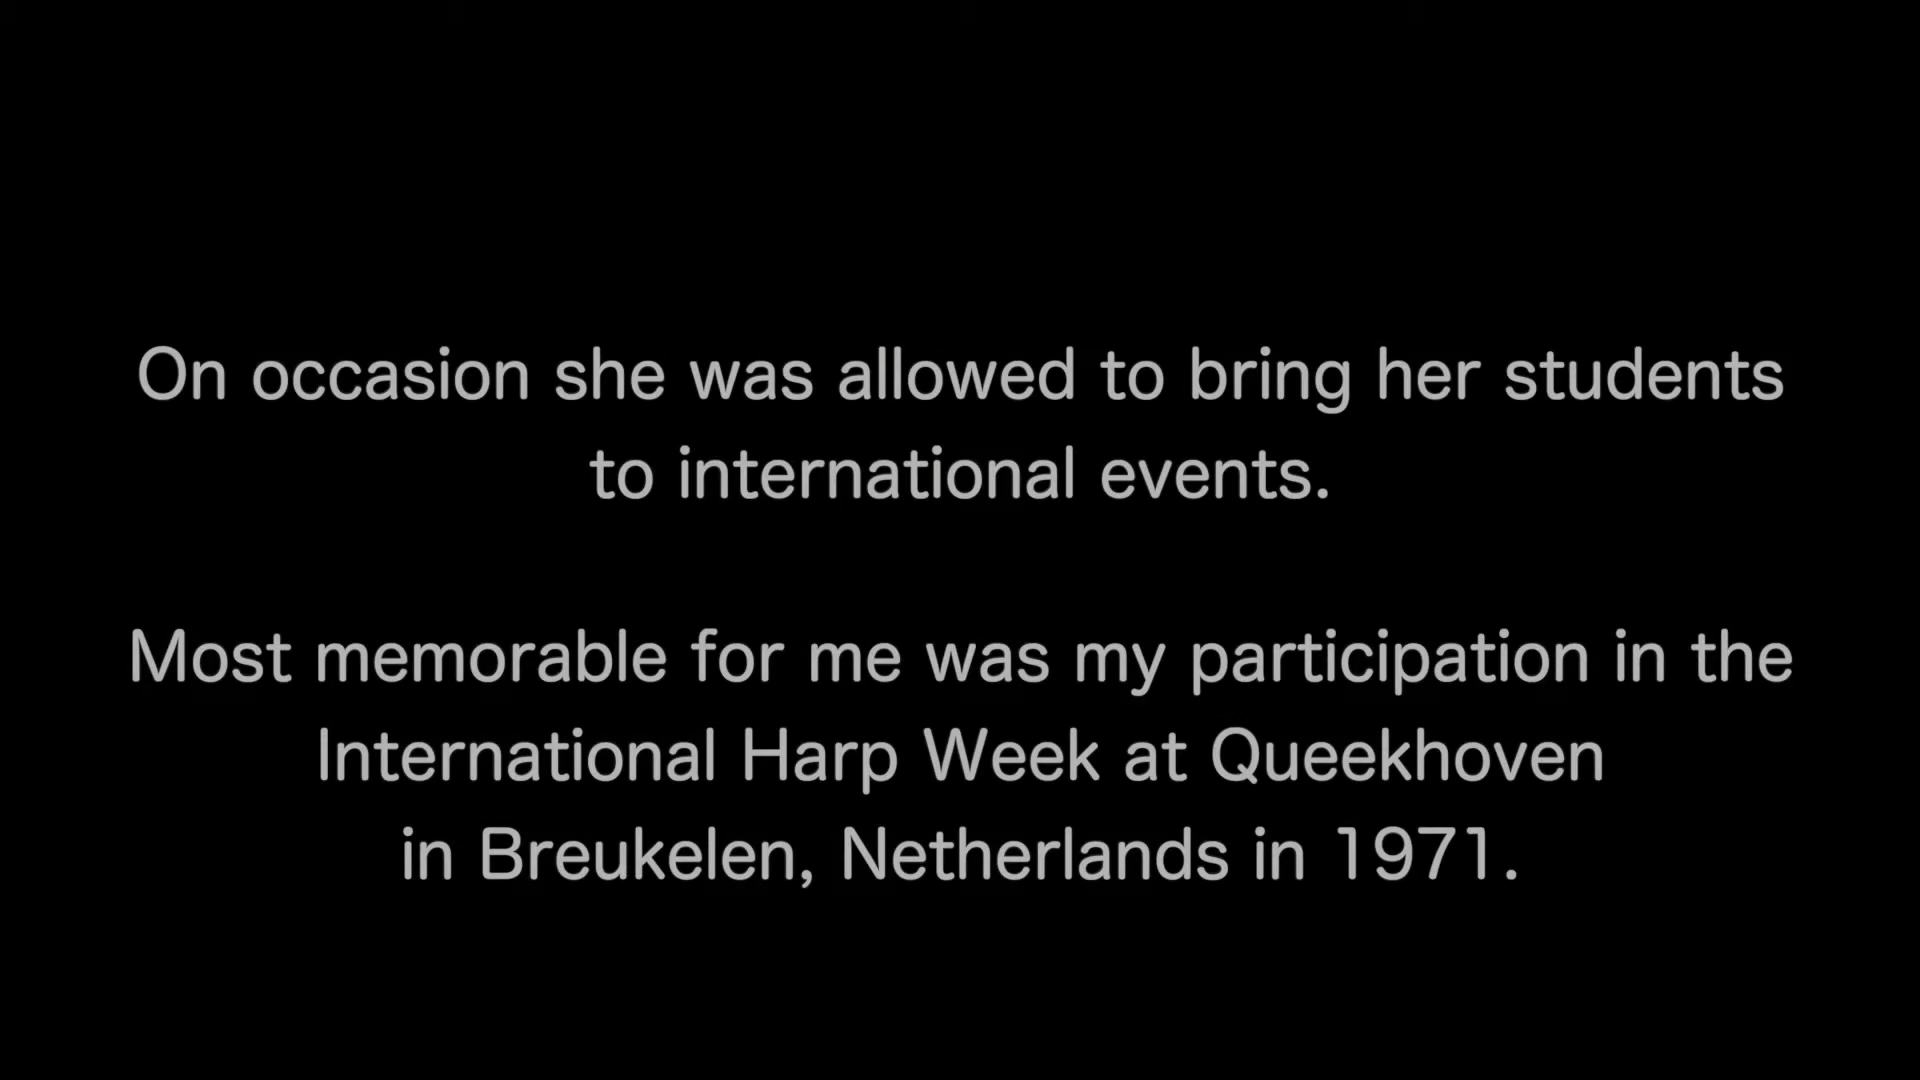 On occasion she was allowed to bring her students
to international events.
Most memorable for me was my participation in the
International Harp Week at Queekhoven
in Breukelen, Netherlands in 1971.